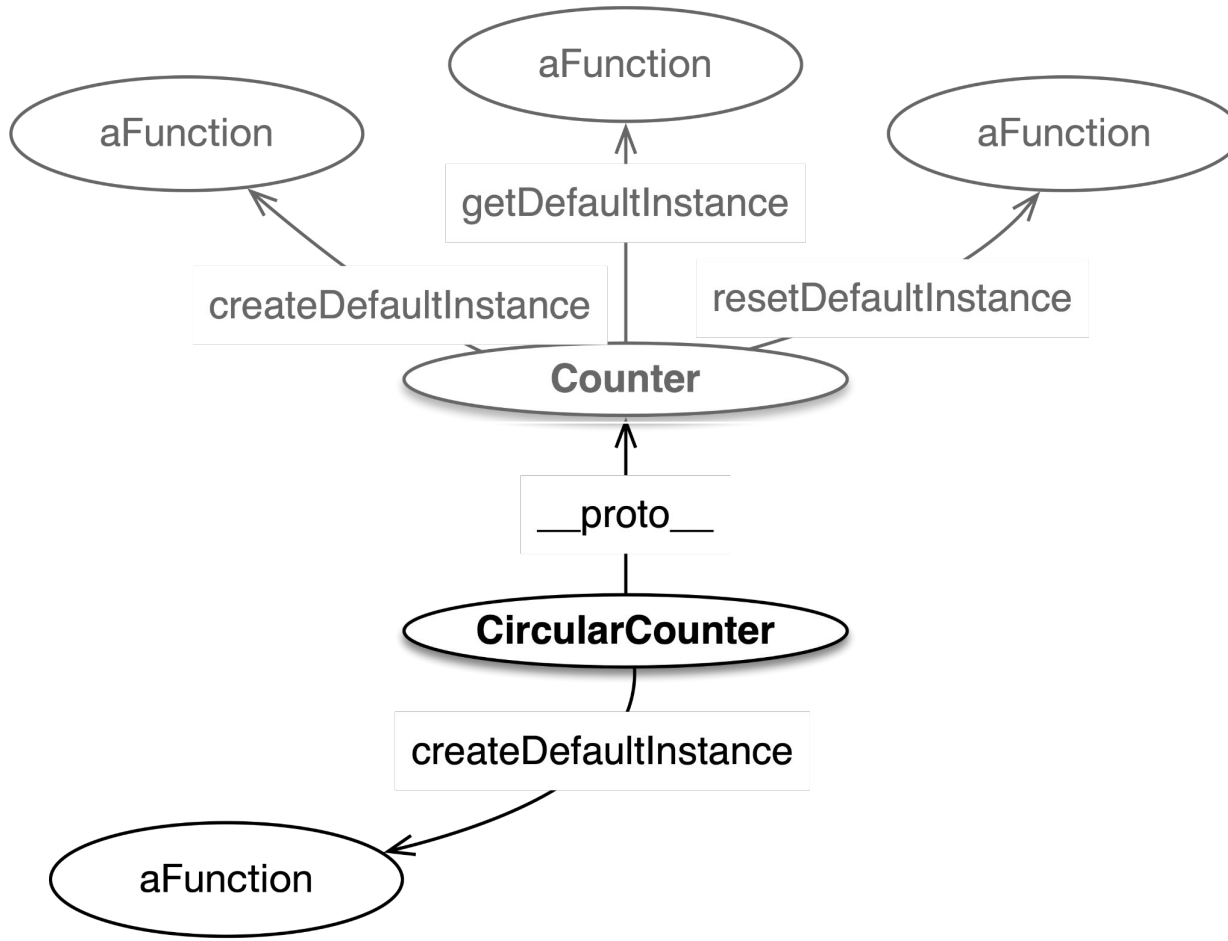 aFunction
aFunction
aFunction
getDefaultInstance
createDefaultInstance
resetDefaultInstance
Counter
__proto__
CircularCounter
createDefaultInstance
aFunction